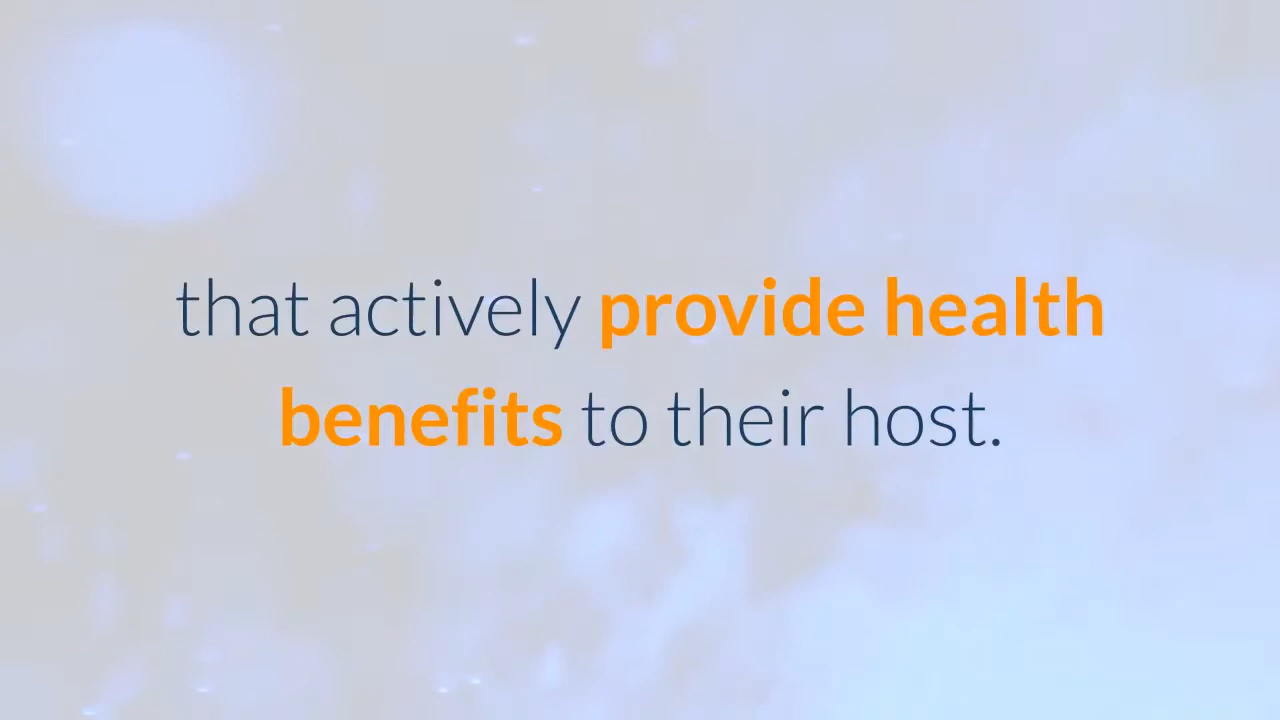 that actively provide health
benefits to their host.